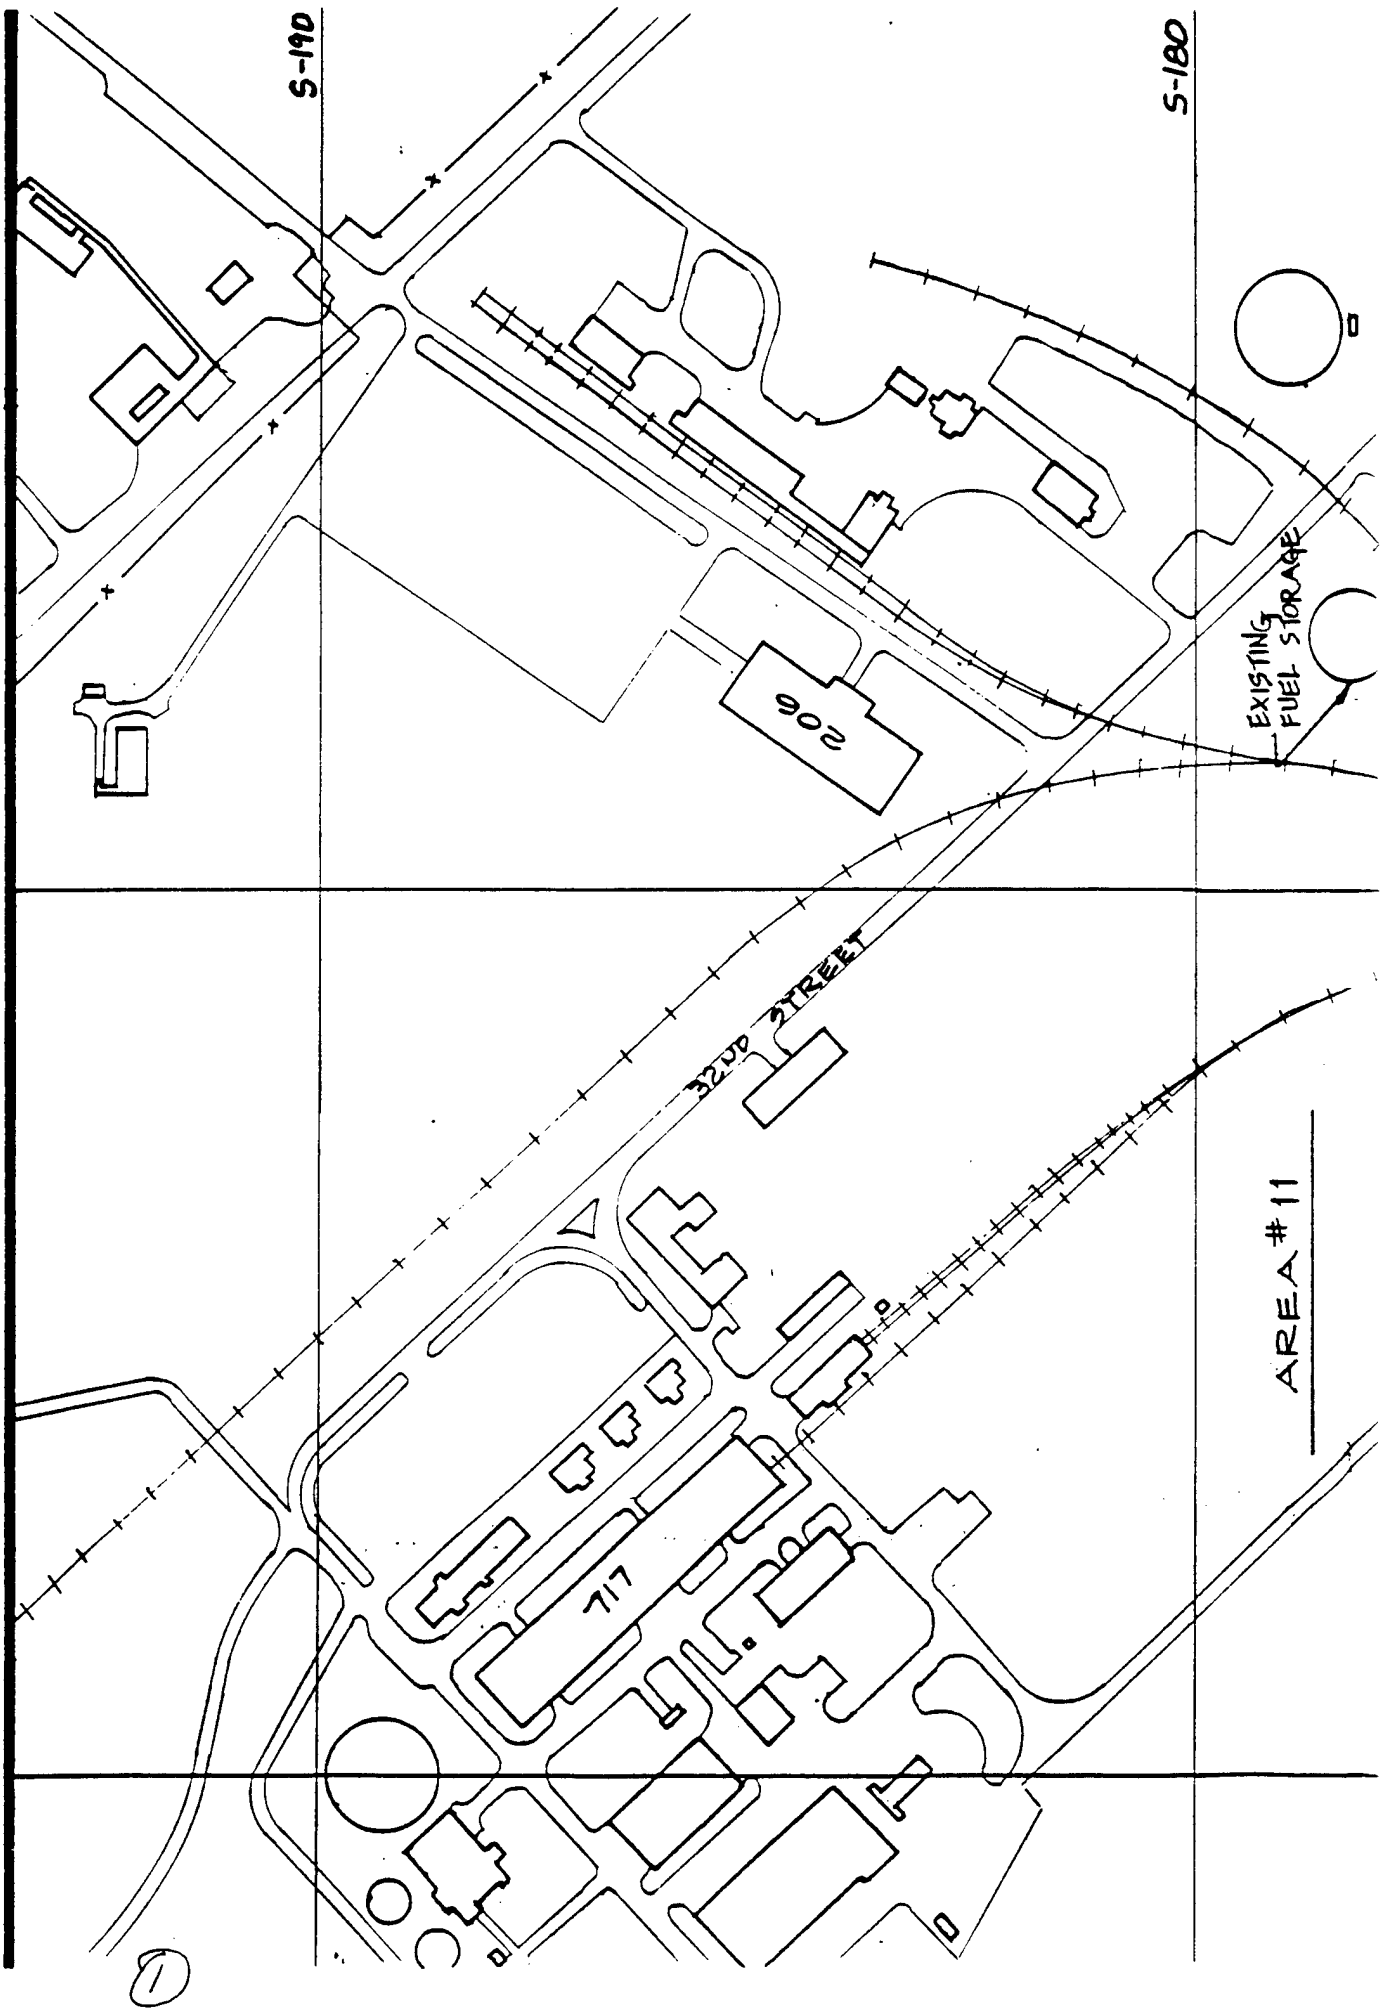 S-190
S-180
206
EXISTING
FUEL STORAGE
32ND STREET
AREA #11
717
1